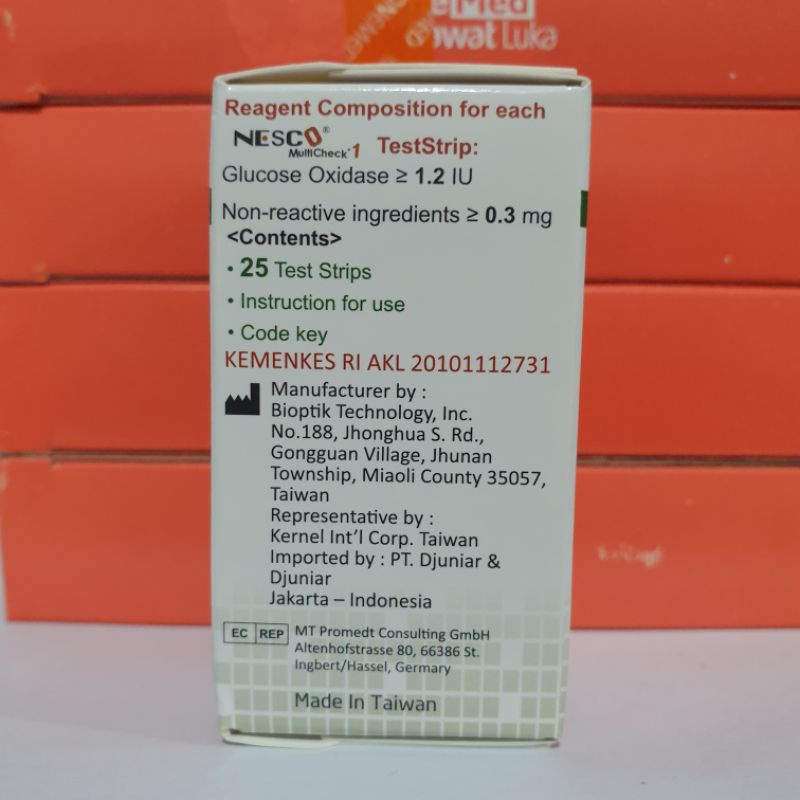 eMed
owat Luka
Reagent Composition for each
NESCO® MultiCheck®1 TestStrip:
Glucose Oxidase ≥ 1.2 IU
Non-reactive ingredients ≥ 0.3 mg
<Contents>
• 25 Test Strips
• Instruction for use
• Code key
KEMENKES RI AKL 20101112731
Manufacturer by :
Bioptik Technology, Inc.
No.188, Jhonghua S. Rd.,
Gongguan Village, Jhunan
Township, Miaoli County 35057,
Taiwan
Representative by :
Kernel Int'l Corp. Taiwan
Imported by : PT. Djuniar &
Djuniar
Jakarta – Indonesia
EC REP MT Promedt Consulting GmbH
Altenhofstrasse 80, 66386 St.
Ingbert/Hassel, Germany
Made In Taiwan